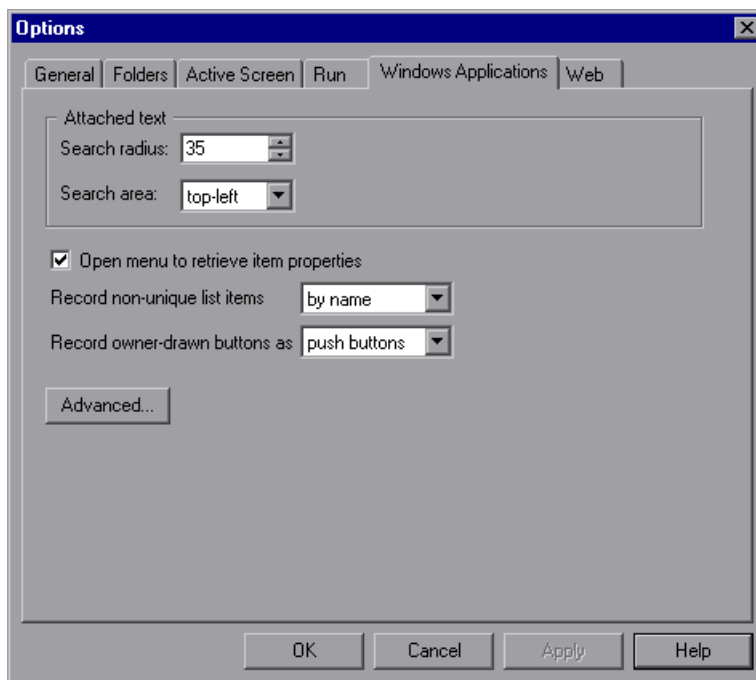 Options
General Folders Active Screen Run Windows Applications Web
Attached text
Search radius: 35
Search area: top-left
Open menu to retrieve item properties
Record non-unique list items by name
Record owner-drawn buttons as push buttons
Advanced...
OK Cancel Apply Help